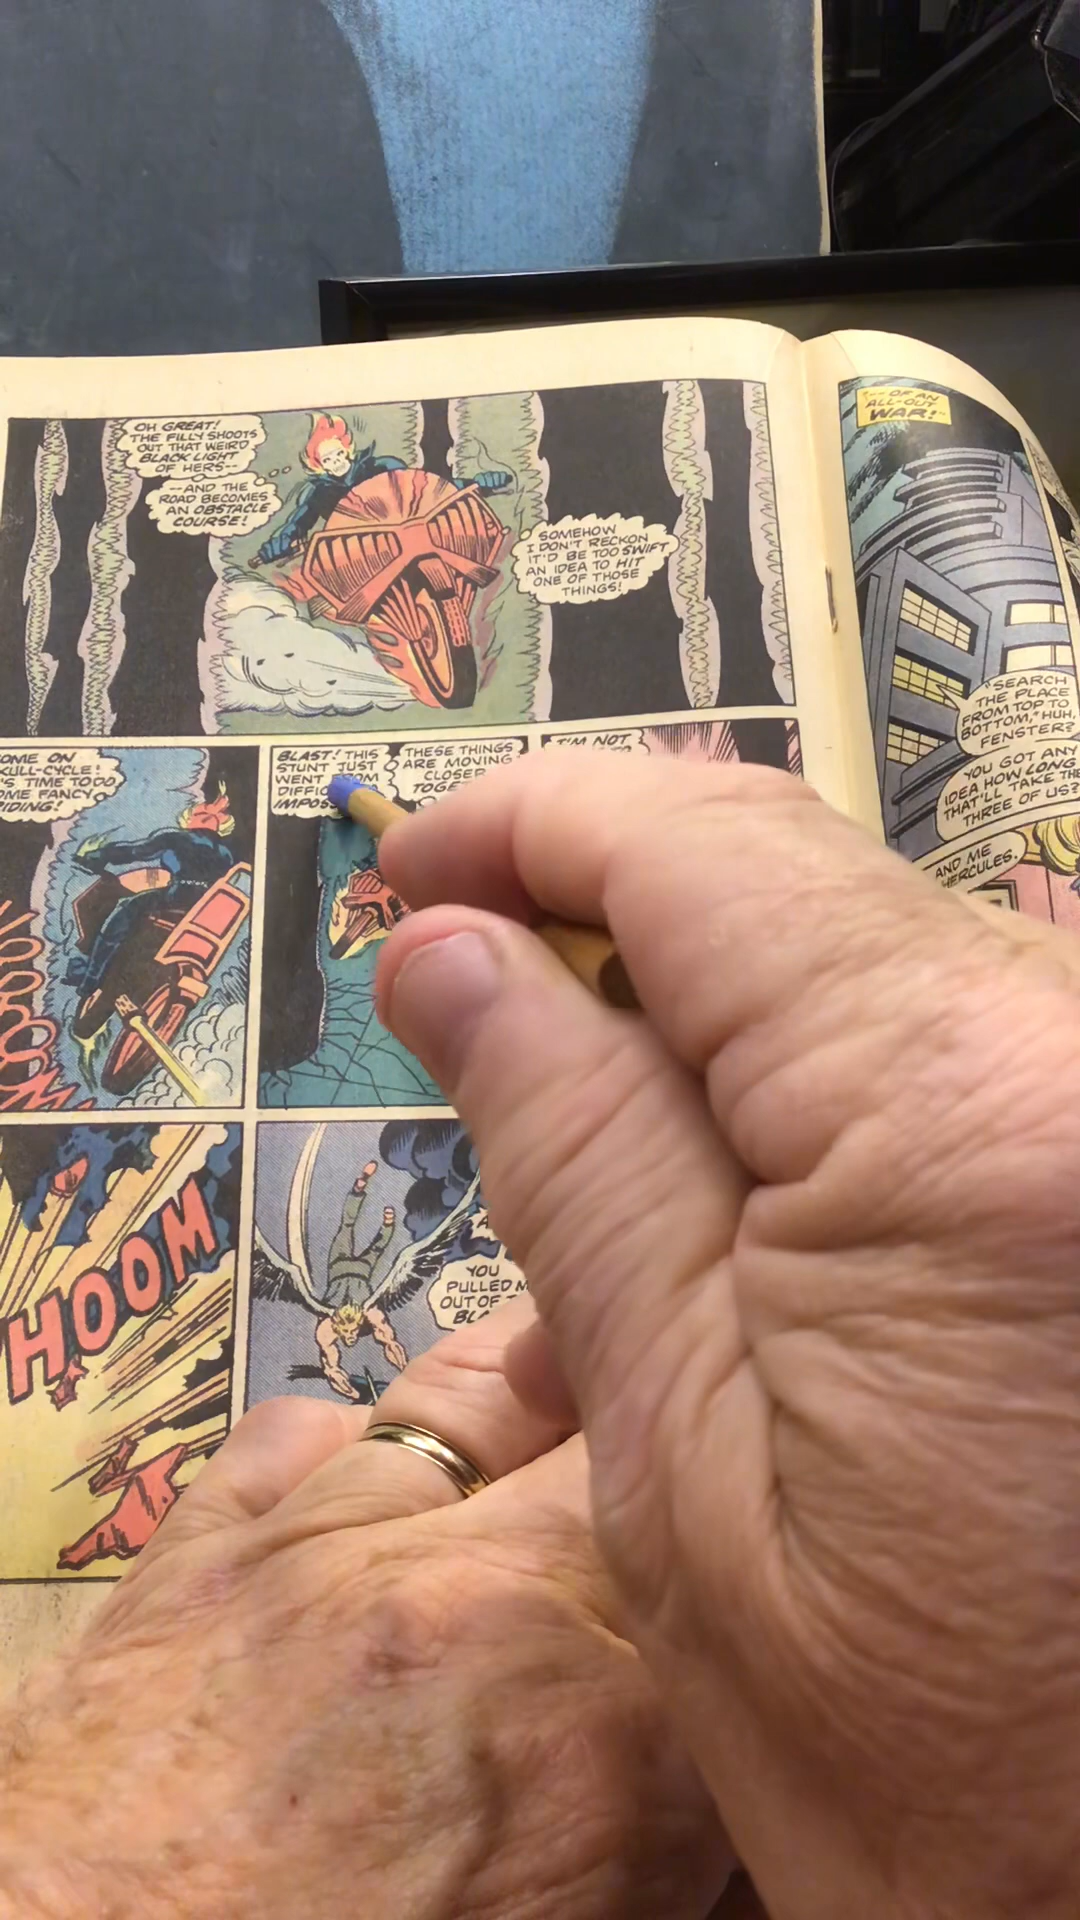 OH GREAT!
THE FILLY SHOOTS
OUT THAT WEIRD
BLACK LIGHT
OF HERS--
--AND THE
ROAD BECOMES
AN OBSTACLE
COURSE!
SOMEHOW
I DON'T RECKON
IT'D BE TOO SWIFT
AN IDEA TO HIT
ONE OF THOSE
THINGS!
OME ON
KULL-CYCLE!
'S TIME TO DO
OME FANCY
IDING!
BLAST! THIS
STUNT JUST
WENT
THESE THINGS
ARE MOVING
CLOSER
I'M NOT
HOOM
YOU
PULLED M
OUT OF
"-- OF AN
ALL-OUT
WAR!"
"SEARCH
THE PLACE
FROM TOP TO
BOTTOM," HUH,
FENSTER?
YOU GOT ANY
IDEA HOW LONG
THAT'LL TAKE THE
THREE OF US?
AND ME
HERCULES.